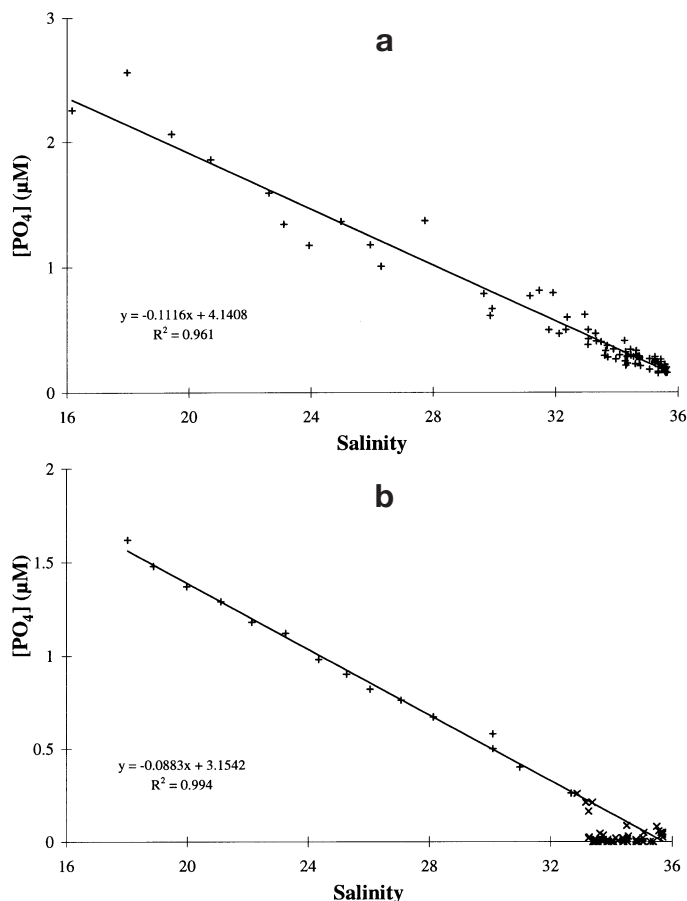 a
3
2
1
0
[PO₄] (µM)
y = -0.1116x + 4.1408
R² = 0.961
16 20 24 28 32 36
Salinity
b
2
1.5
1
0.5
0
[PO₄] (µM)
y = -0.0883x + 3.1542
R² = 0.994
16 20 24 28 32 36
Salinity